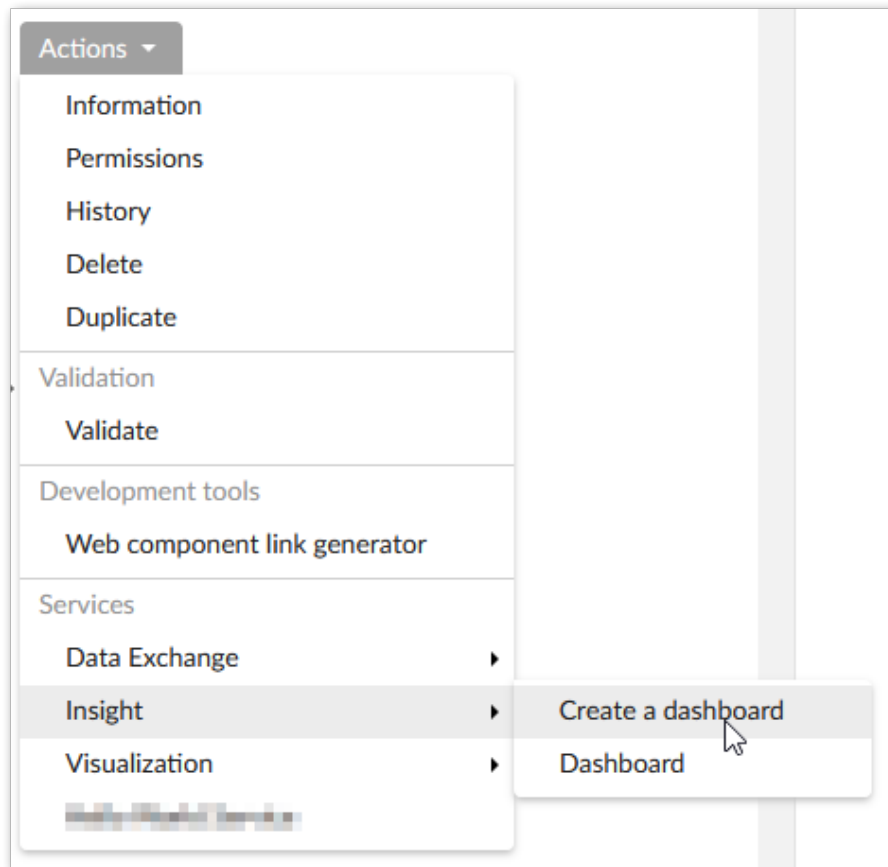 Actions
Information
Permissions
History
Delete
Duplicate
Validation
Validate
Development tools
Web component link generator
Services
Data Exchange
Insight
Create a dashboard
Visualization
Dashboard